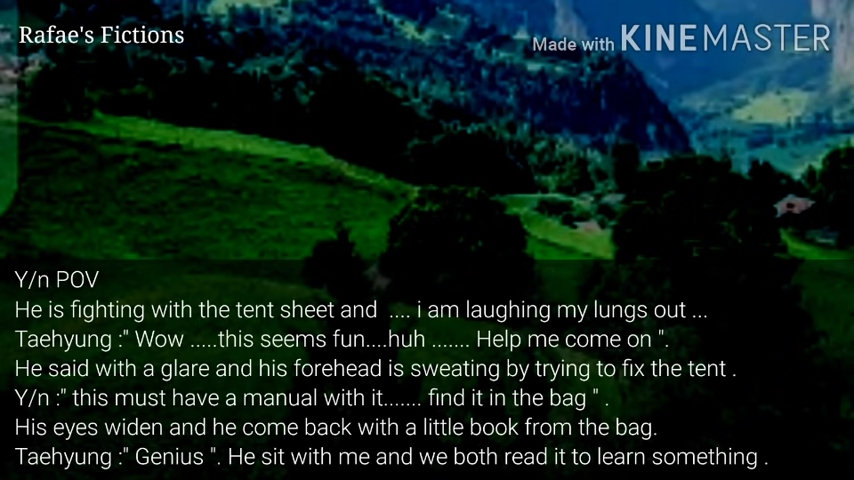 Rafae's Fictions
Made with KINEMASTER
Y/n POV
He is fighting with the tent sheet and .... i am laughing my lungs out ...
Taehyung :" Wow .....this seems fun....huh ....... Help me come on ".
He said with a glare and his forehead is sweating by trying to fix the tent .
Y/n :" this must have a manual with it....... find it in the bag " .
His eyes widen and he come back with a little book from the bag.
Taehyung :" Genius ". He sit with me and we both read it to learn something .